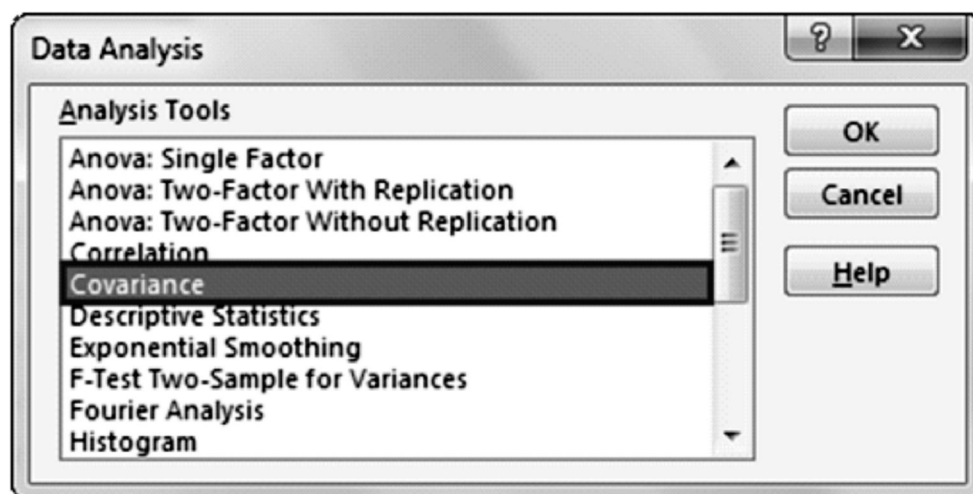 Data Analysis
Analysis Tools
Anova: Single Factor
Anova: Two-Factor With Replication
Anova: Two-Factor Without Replication
Correlation
Covariance
Descriptive Statistics
Exponential Smoothing
F-Test Two-Sample for Variances
Fourier Analysis
Histogram
OK
Cancel
Help